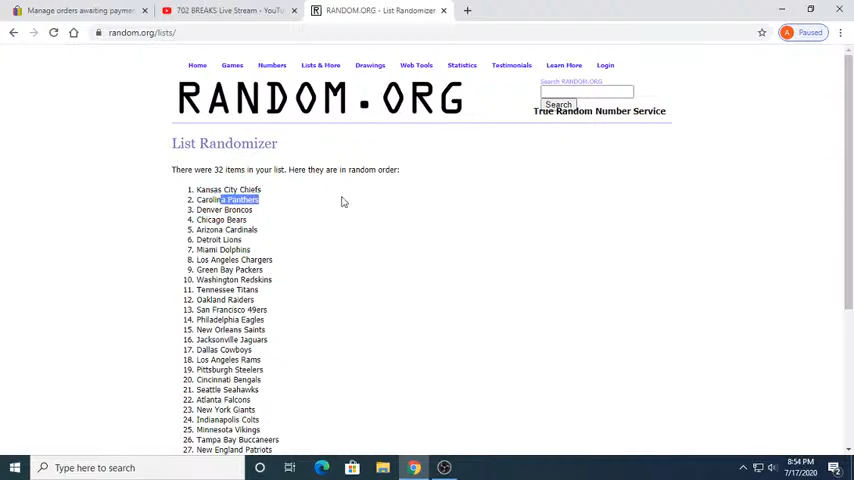 Manage orders awaiting paymen
702 BREAKS Live Stream - YouTu
RANDOM.ORG - List Randomizer
random.org/lists/
Paused
Home Games Numbers Lists & More Drawings Web Tools Statistics Testimonials Learn More Login
RANDOM.ORG
Search RANDOM.ORG
Search
True Random Number Service
List Randomizer
There were 32 items in your list. Here they are in random order:
1. Kansas City Chiefs
2. Carolina Panthers
3. Denver Broncos
4. Chicago Bears
5. Arizona Cardinals
6. Detroit Lions
7. Miami Dolphins
8. Los Angeles Chargers
9. Green Bay Packers
10. Washington Redskins
11. Tennessee Titans
12. Oakland Raiders
13. San Francisco 49ers
14. Philadelphia Eagles
15. New Orleans Saints
16. Jacksonville Jaguars
17. Dallas Cowboys
18. Los Angeles Rams
19. Pittsburgh Steelers
20. Cincinnati Bengals
21. Seattle Seahawks
22. Atlanta Falcons
23. New York Giants
24. Indianapolis Colts
25. Minnesota Vikings
26. Tampa Bay Buccaneers
27. New England Patriots
Type here to search
8:54 PM
7/17/2020